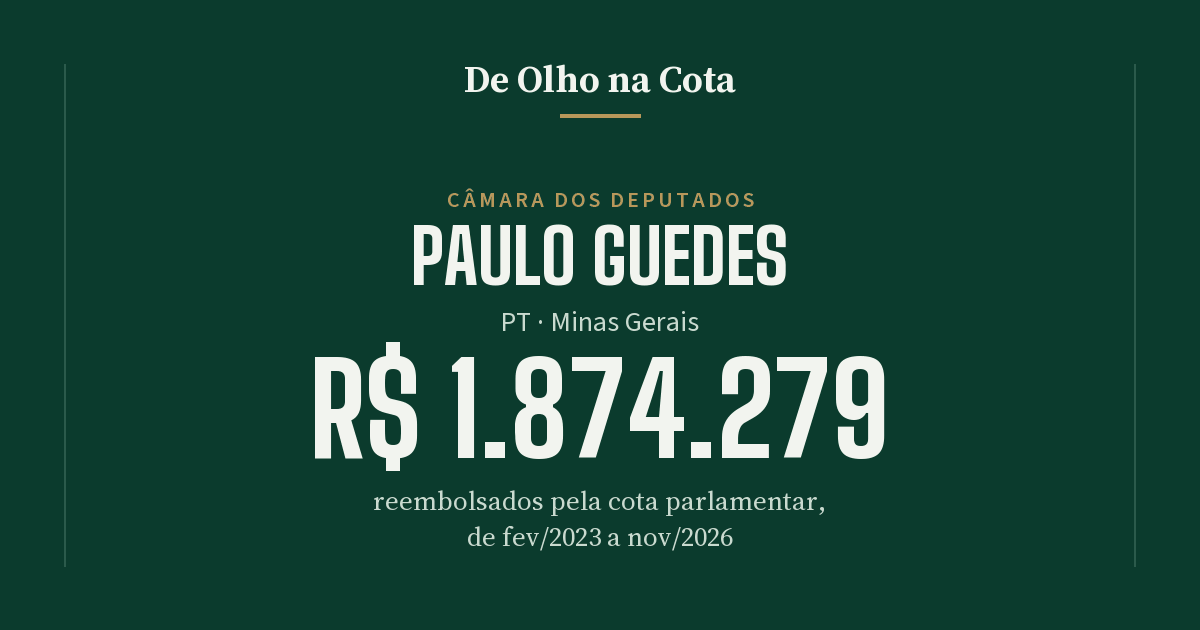 De Olho na Cota
CÂMARA DOS DEPUTADOS
PAULO GUEDES
PT · Minas Gerais
R$ 1.874.279
reembolsados pela cota parlamentar,
de fev/2023 a nov/2026